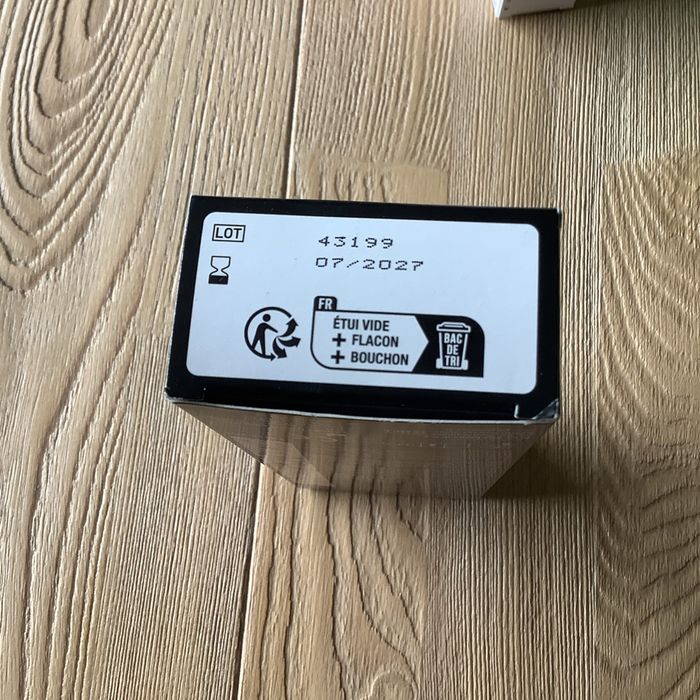 LOT
43199
07/2027
FR
ÉTUI VIDE
+ FLACON
+ BOUCHON
BAC
DE
TRI